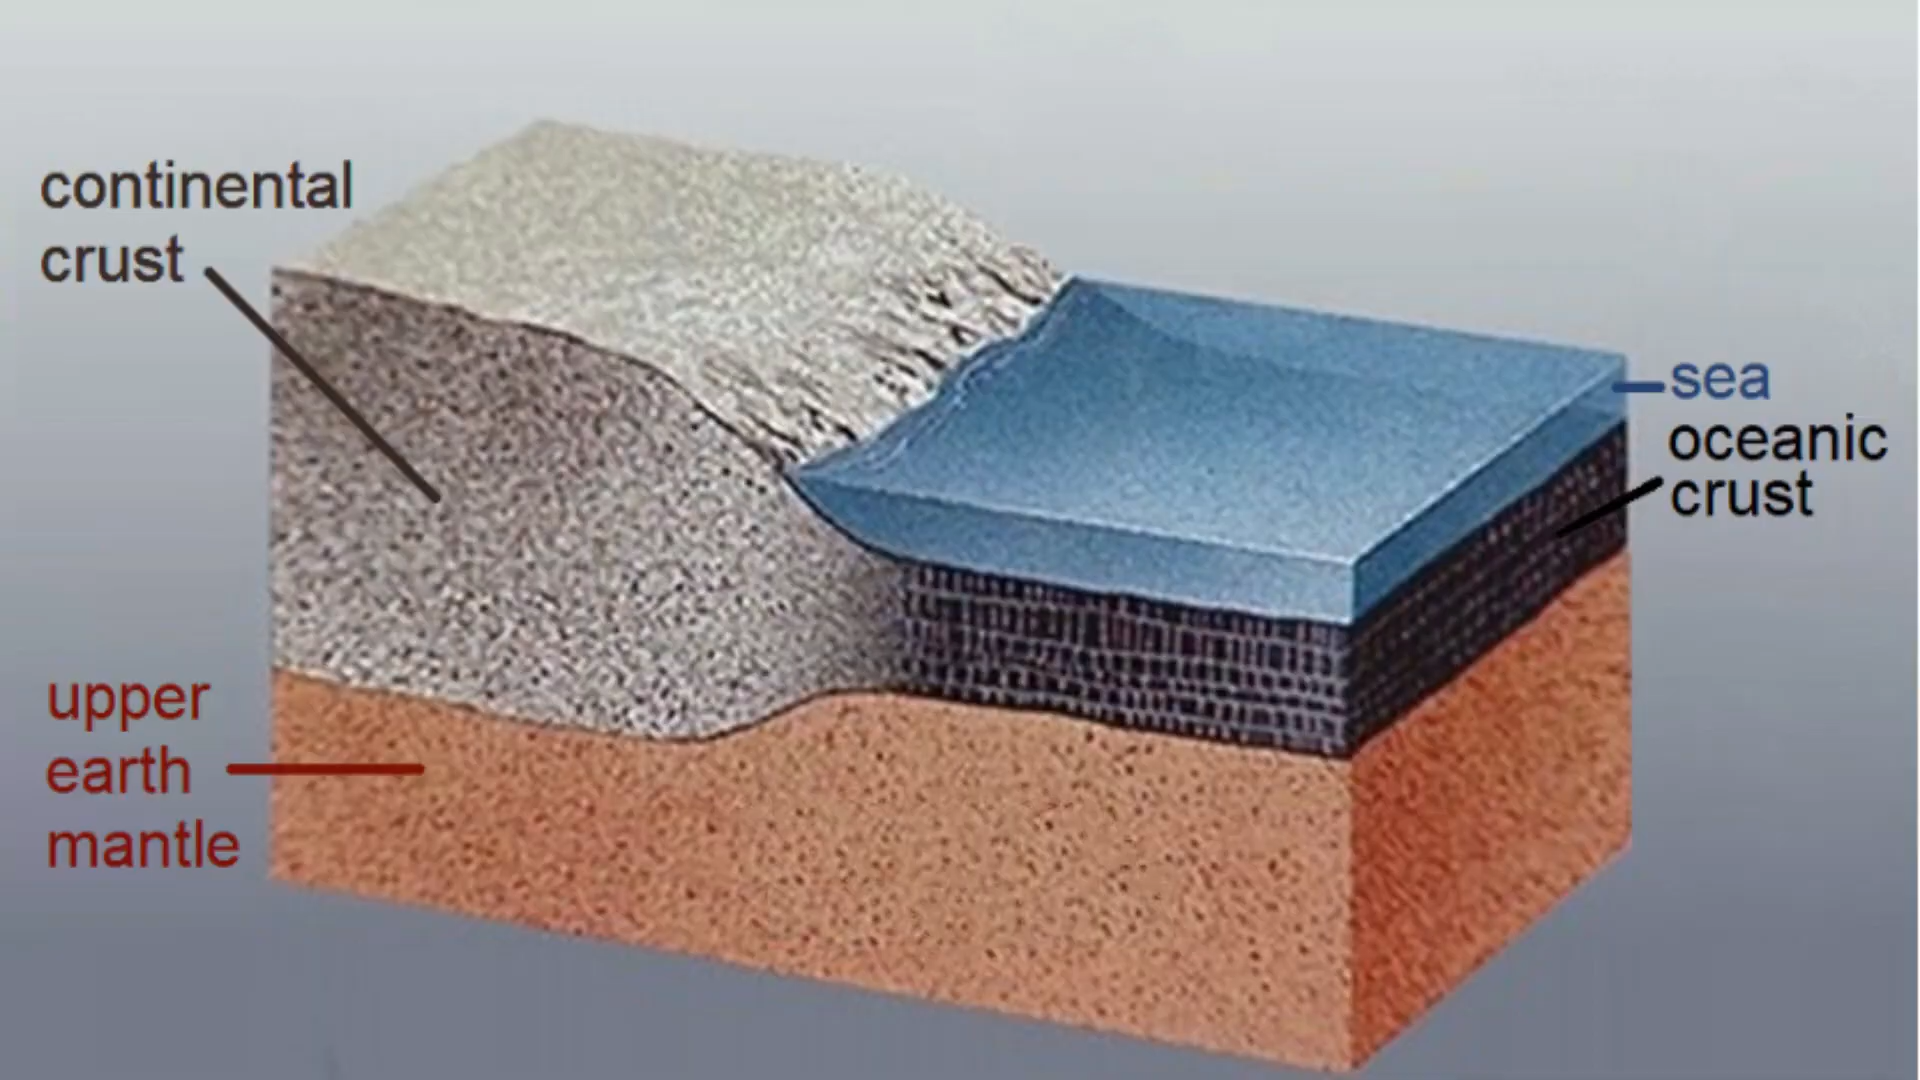 continental
crust
sea
oceanic
crust
upper
earth
mantle